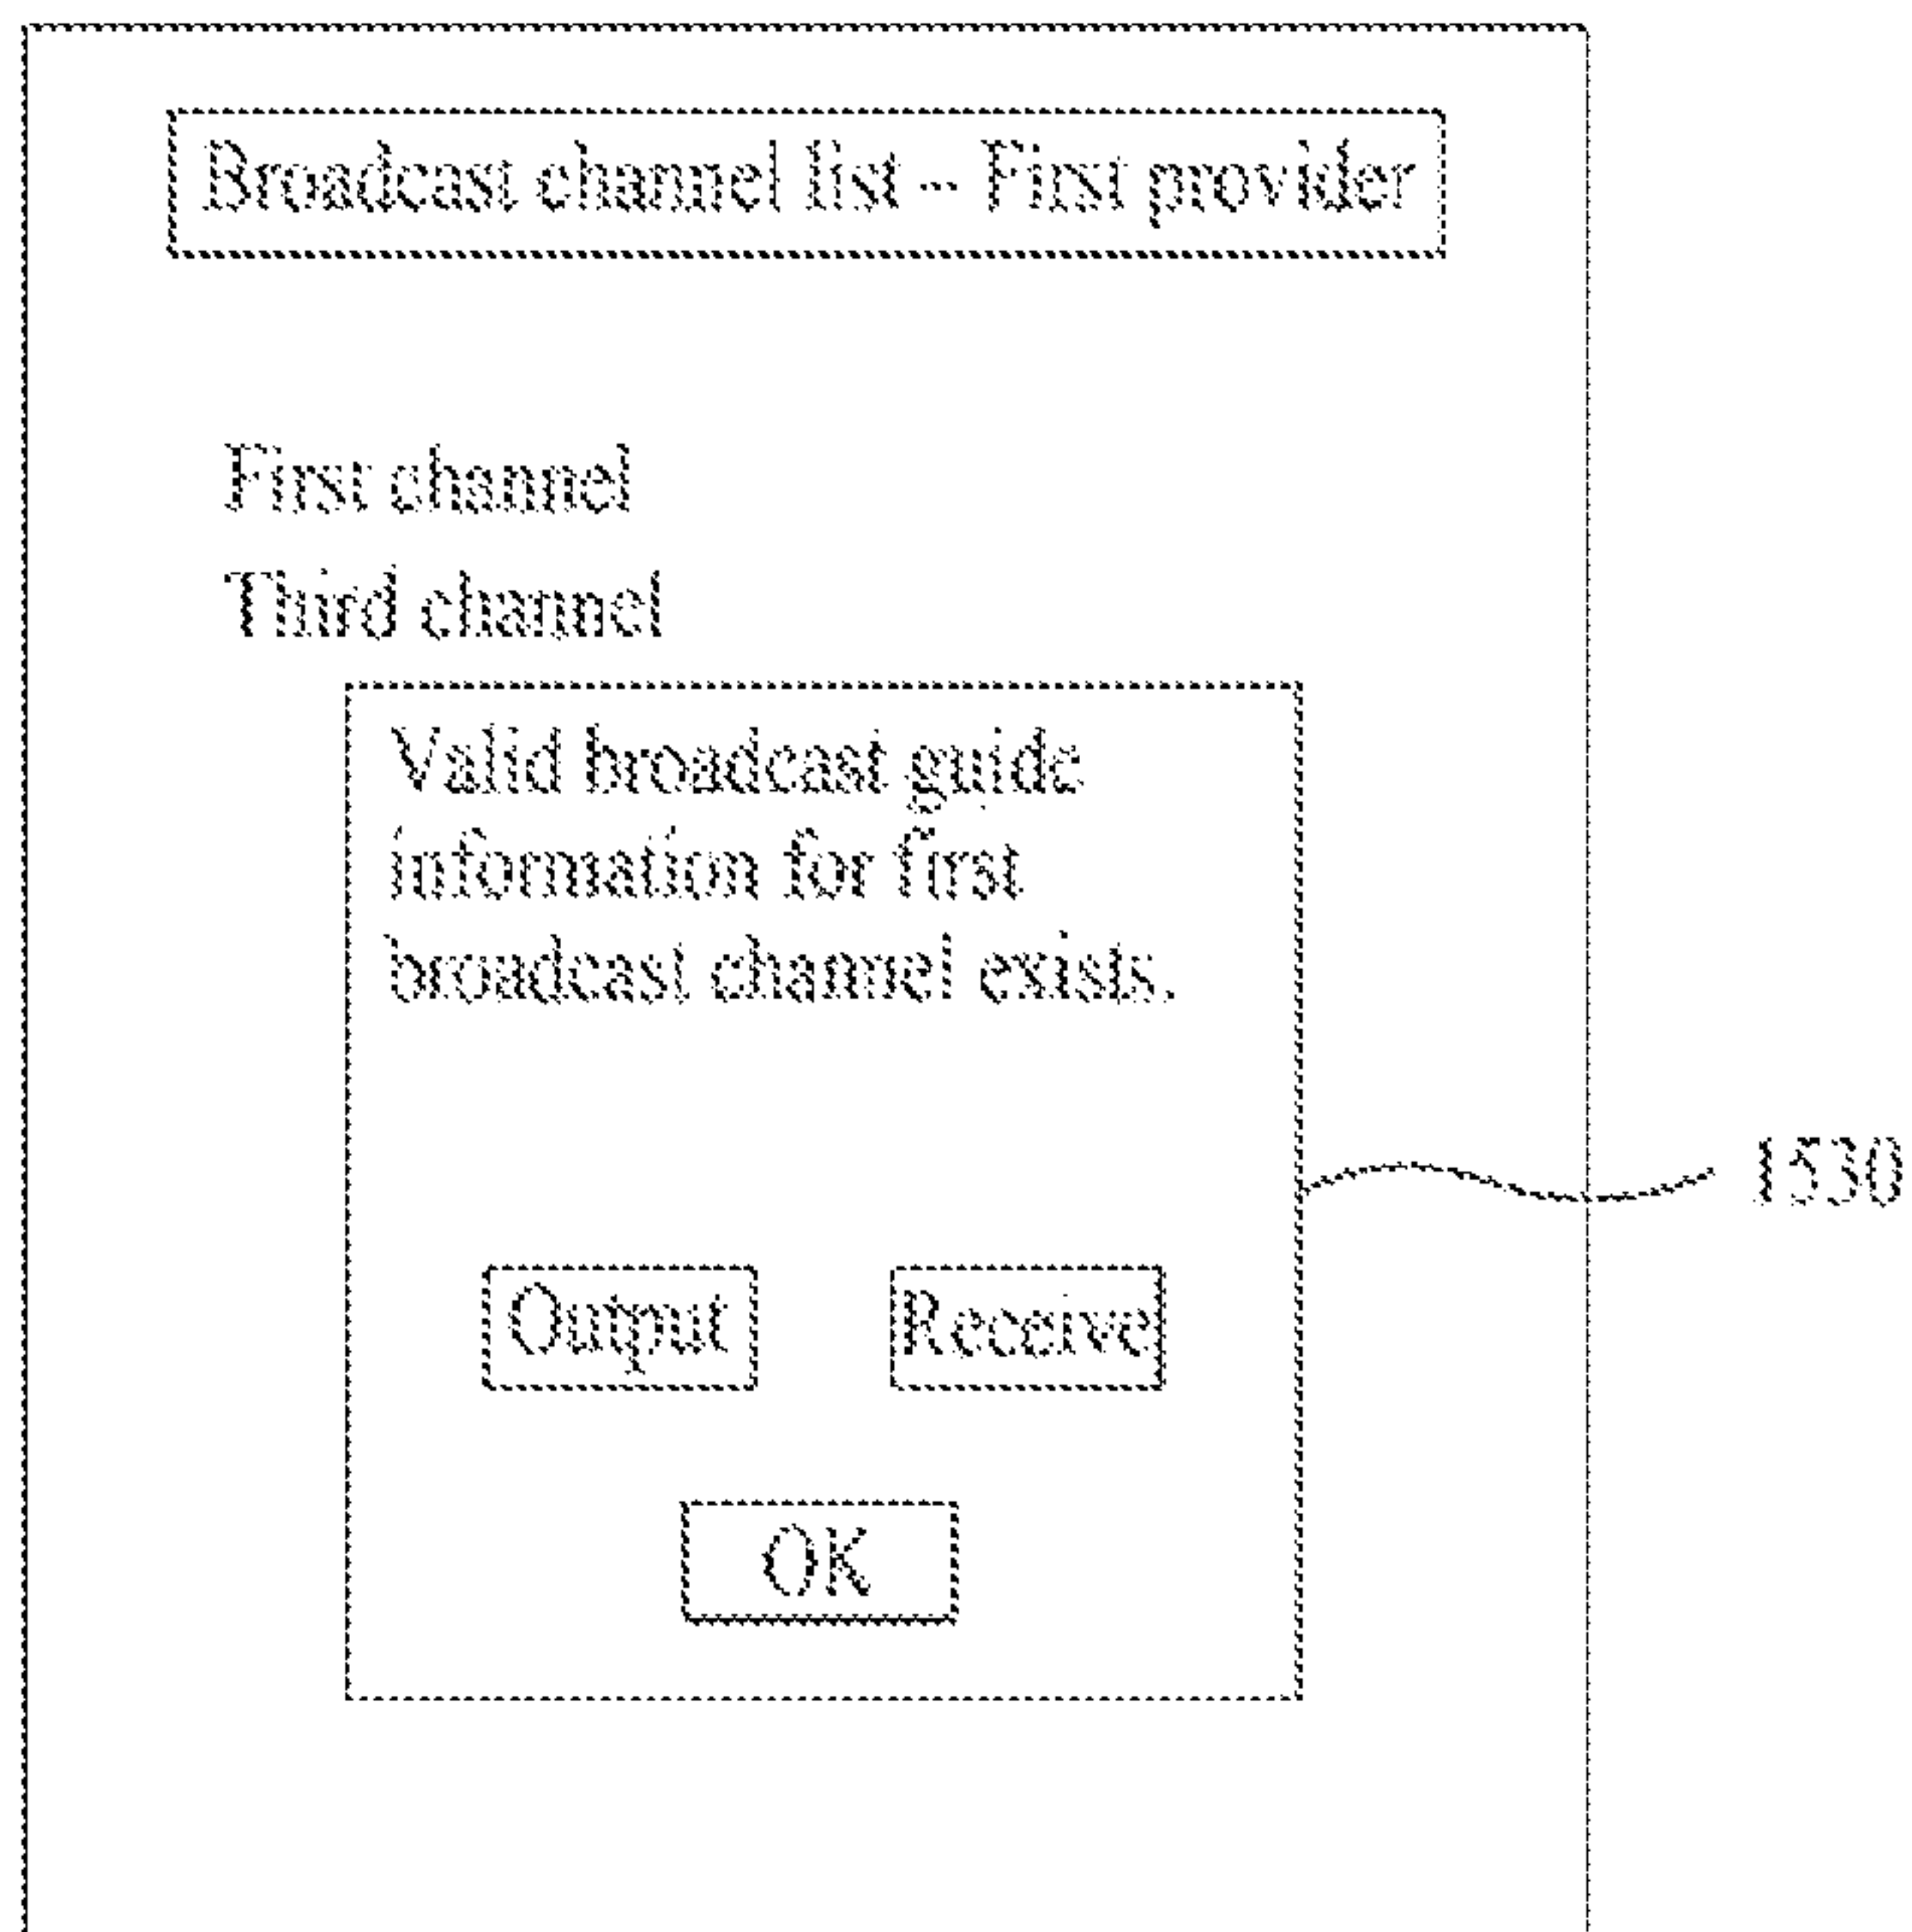 Broadcast channel list -- First provider
First channel
Third channel
Valid broadcast guide
information for first
broadcast channel exists.
1530
Output Receive
OK